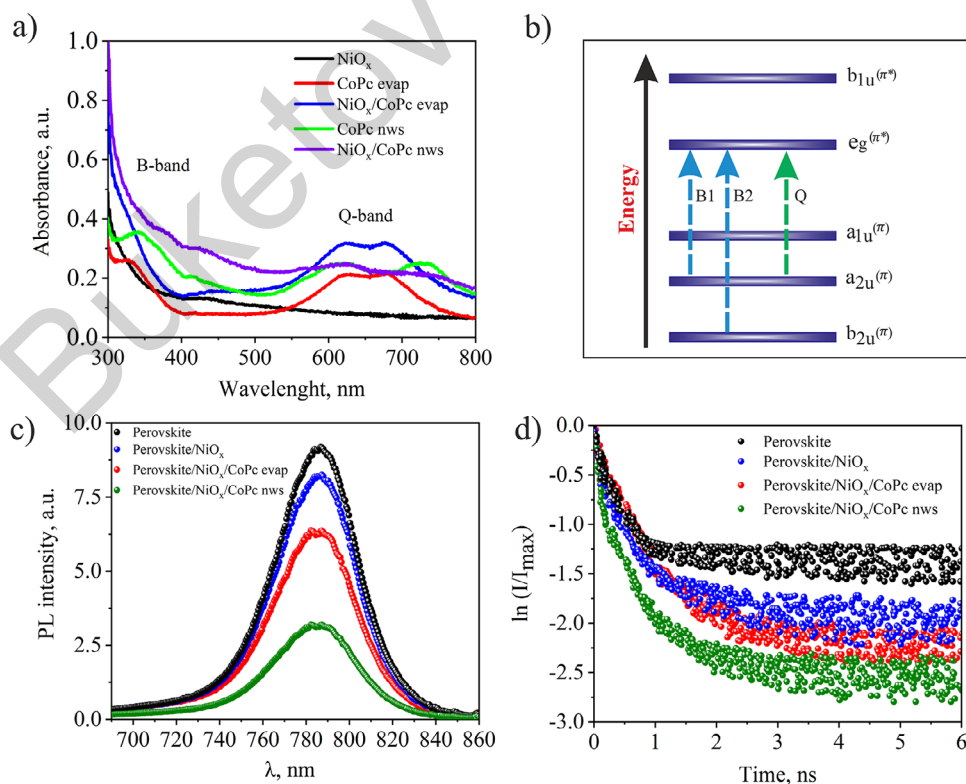 a)
Absorbance, a.u.
1.0
0.8
0.6
0.4
0.2
0.0
300 400 500 600 700 800
Wavelenght, nm
NiOx
CoPc evap
NiOx/CoPc evap
CoPc nws
NiOx/CoPc nws
B-band
Q-band
b)
Energy
b1u(π*)
eg(π*)
a1u(π)
a2u(π)
b2u(π)
B1
B2
Q
c)
PL intensity, a.u.
10.0
7.5
5.0
2.5
0.0
700 720 740 760 780 800 820 840 860
λ, nm
Perovskite
Perovskite/NiOx
Perovskite/NiOx/CoPc evap
Perovskite/NiOx/CoPc nws
d)
ln (I/Imax)
0.0
-0.5
-1.0
-1.5
-2.0
-2.5
-3.0
0 1 2 3 4 5 6
Time, ns
Perovskite
Perovskite/NiOx
Perovskite/NiOx/CoPc evap
Perovskite/NiOx/CoPc nws
Buketov